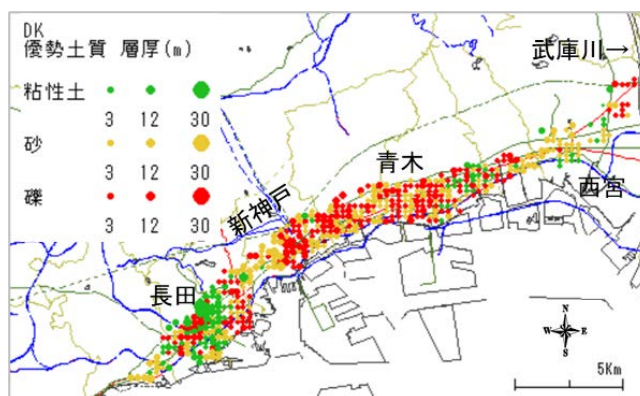 DK
優勢土質 層厚(m)
粘性土
3 12 30
砂
3 12 30
礫
3 12 30
武庫川→
青木
西宮
新神戸
長田
N
W E
S
5Km